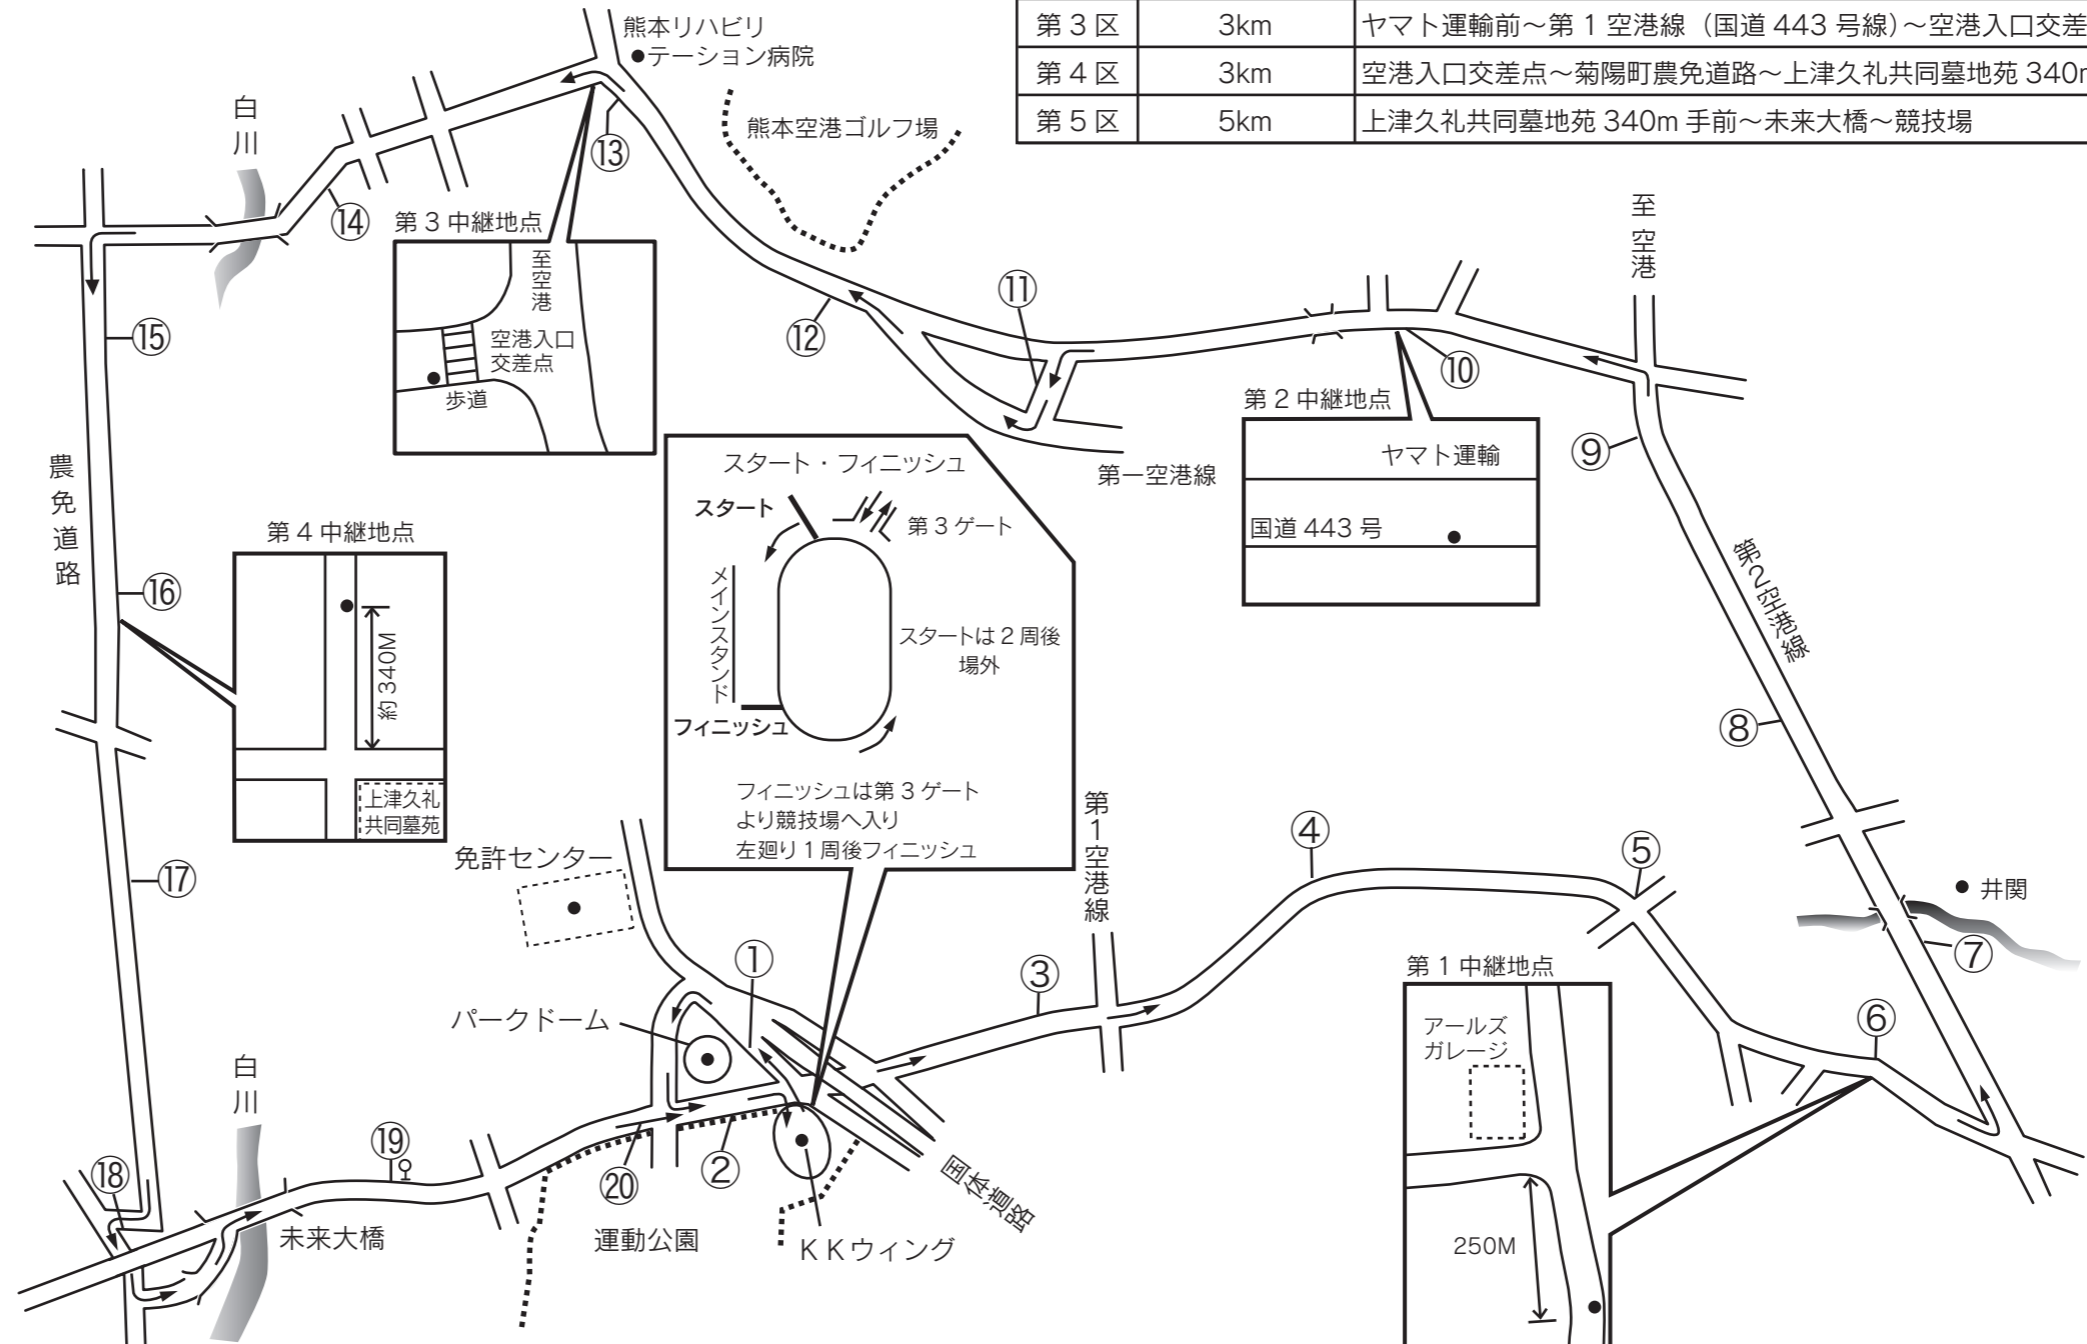 第3区 3km ヤマト運輸前～第1空港線（国道443号線）～空港入口交差
第4区 3km 空港入口交差点～菊陽町農免道路～上津久礼共同墓地苑 340m
第5区 5km 上津久礼共同墓地苑 340m 手前～未来大橋～競技場
熊本リハビリ
テーション病院
白川
熊本空港ゴルフ場
⑬
⑭
第3中継地点
至空港
空港入口
交差点
歩道
至空港
⑪
⑫
⑮
⑩
第2中継地点
ヤマト運輸
国道443号
⑨
第一空港線
農免道路
スタート・フィニッシュ
スタート
第3ゲート
メインスタンド
スタートは2周後
場外
フィニッシュ
フィニッシュは第3ゲート
より競技場へ入り
左廻り1周後フィニッシュ
第4中継地点
約340M
上津久礼
共同墓苑
⑯
第2空港線
⑧
第1空港線
④
⑤
免許センター
⑰
井関
⑦
①
③
第1中継地点
アールズ
ガレージ
250M
⑥
パークドーム
白川
⑲
⑱
⑳
②
国体道路
未来大橋
運動公園
KKウィング